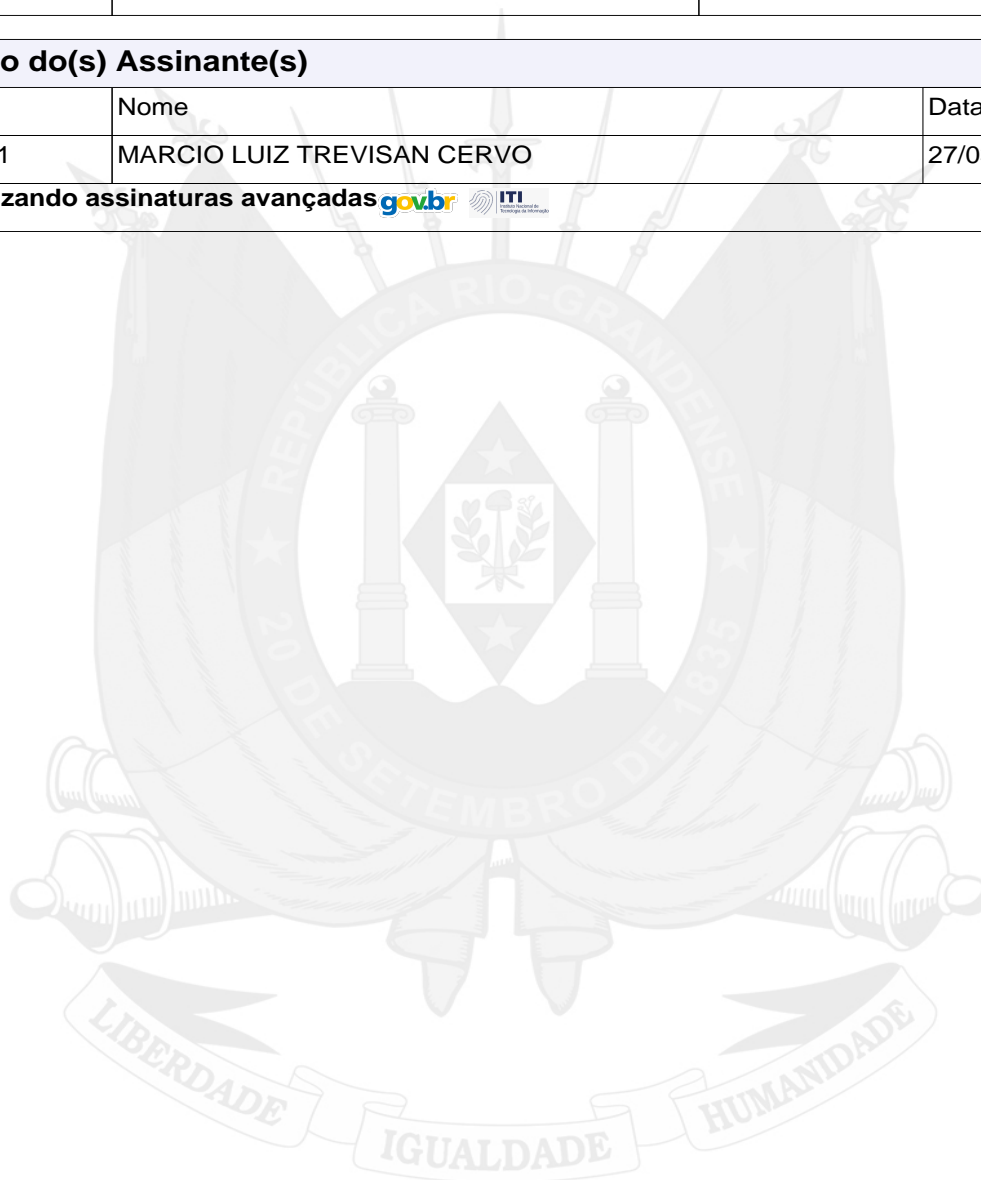 o do(s) Assinante(s)
Nome Data
1 MARCIO LUIZ TREVISAN CERVO 27/0
zando assinaturas avançadas gov.br ITI
REPÚBLICA RIO-GRANDENSE
★ 20 DE SETEMBRO DE 1835 ★
LIBERDADE IGUALDADE HUMANIDADE